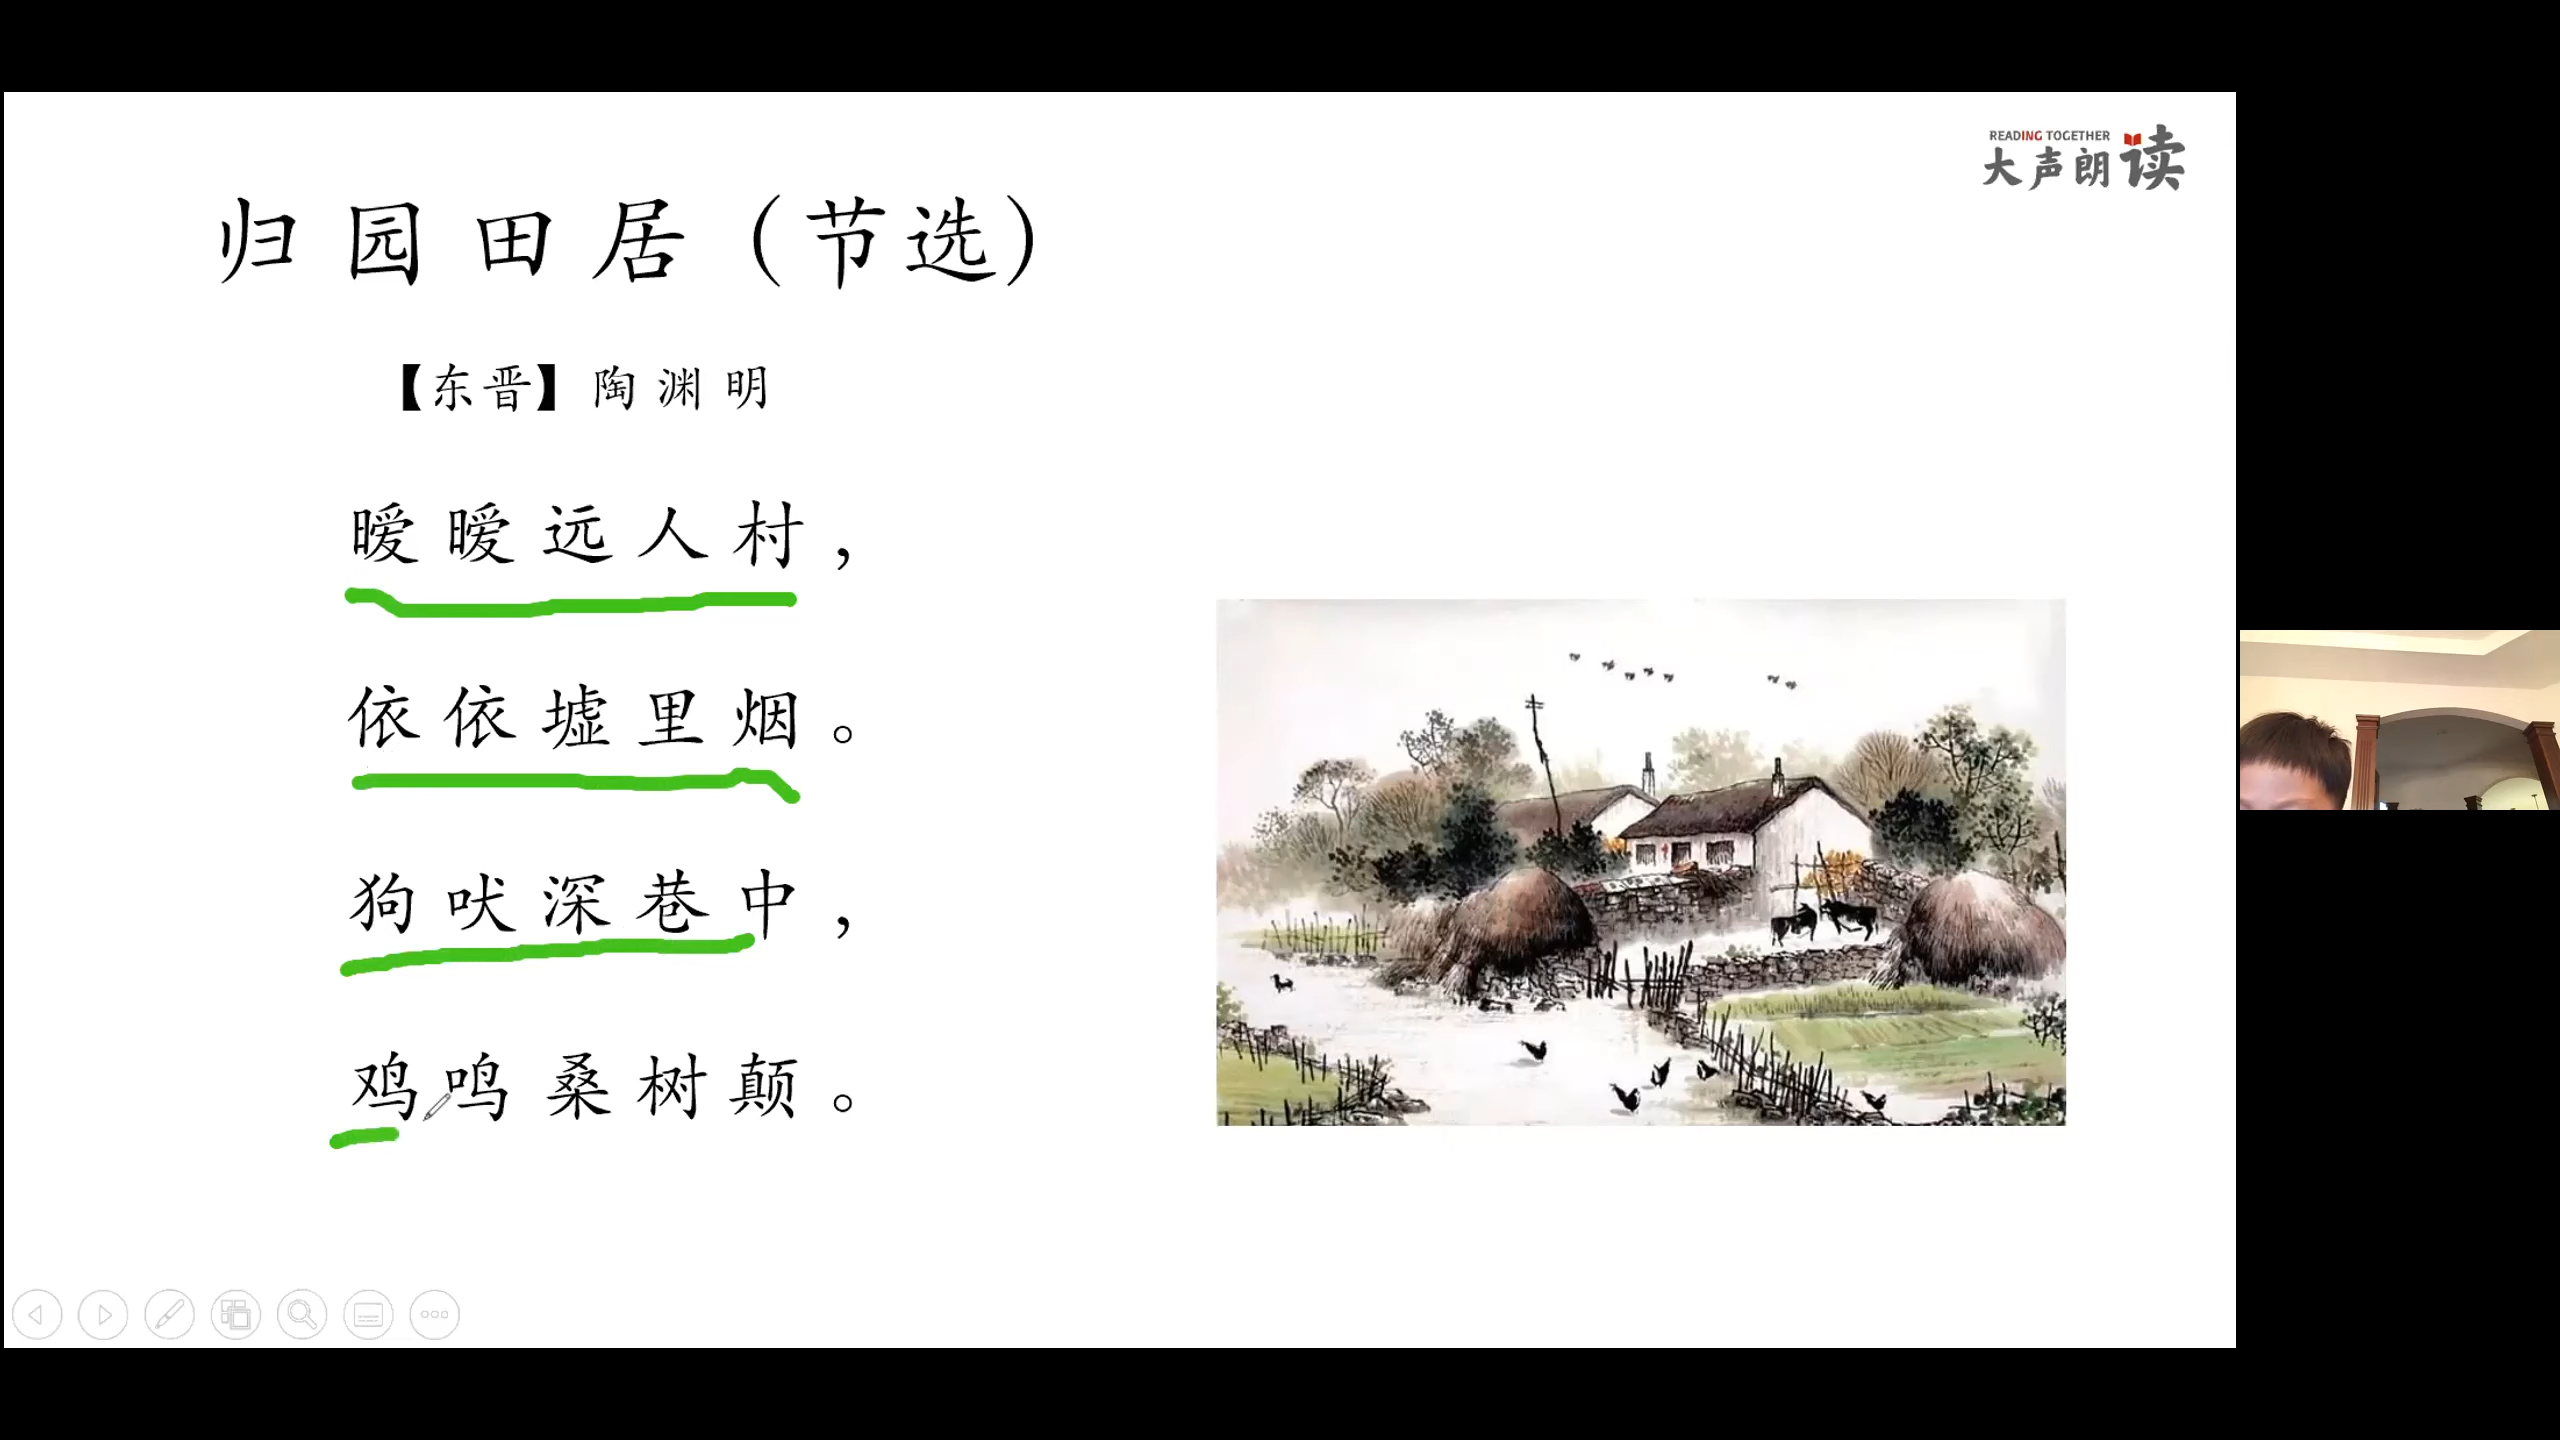 READING TOGETHER
大声朗读
归园田居（节选）
【东晋】陶渊明
暧暧远人村，
依依墟里烟。
狗吠深巷中，
鸡鸣桑树颠。